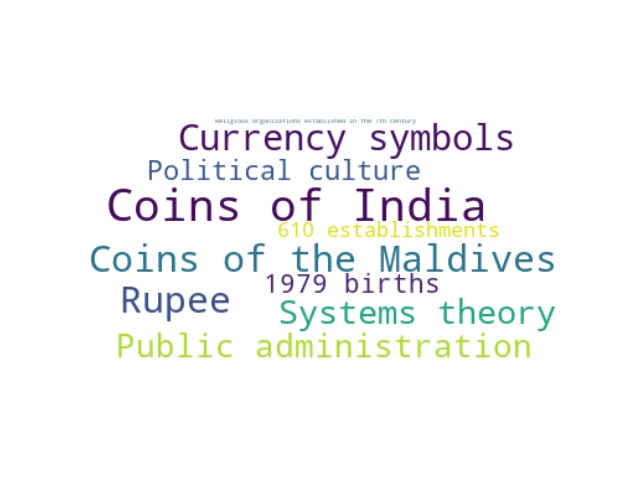 Religious organizations established in the 7th century
Currency symbols
Political culture
Coins of India
610 establishments
Coins of the Maldives
1979 births
Rupee
Systems theory
Public administration